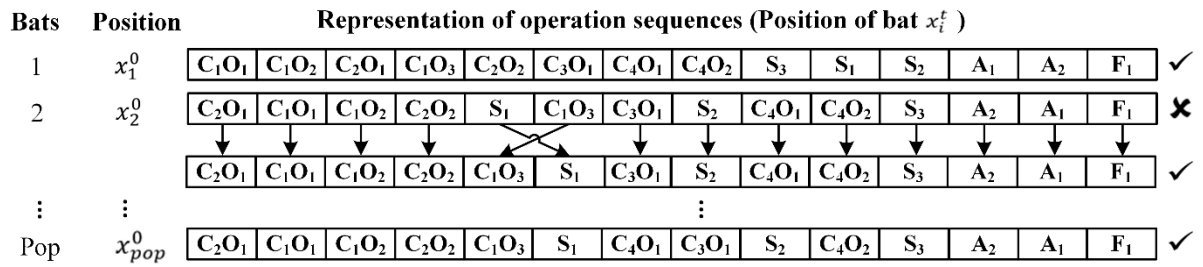 Bats Position Representation of operation sequences (Position of bat $x_i^t$ )
1 $x_1^0$ C₁O₁ C₁O₂ C₂O₁ C₁O₃ C₂O₂ C₃O₁ C₄O₁ C₄O₂ S₃ S₁ S₂ A₁ A₂ F₁ ✓
2 $x_2^0$ C₂O₁ C₁O₁ C₁O₂ C₂O₂ S₁ C₁O₃ C₃O₁ S₂ C₄O₁ C₄O₂ S₃ A₂ A₁ F₁ ✘
C₂O₁ C₁O₁ C₁O₂ C₂O₂ C₁O₃ S₁ C₃O₁ S₂ C₄O₁ C₄O₂ S₃ A₂ A₁ F₁ ✓
⋮ ⋮ ⋮
Pop $x_{pop}^0$ C₂O₁ C₁O₁ C₁O₂ C₂O₂ C₁O₃ S₁ C₄O₁ C₃O₁ S₂ C₄O₂ S₃ A₂ A₁ F₁ ✓